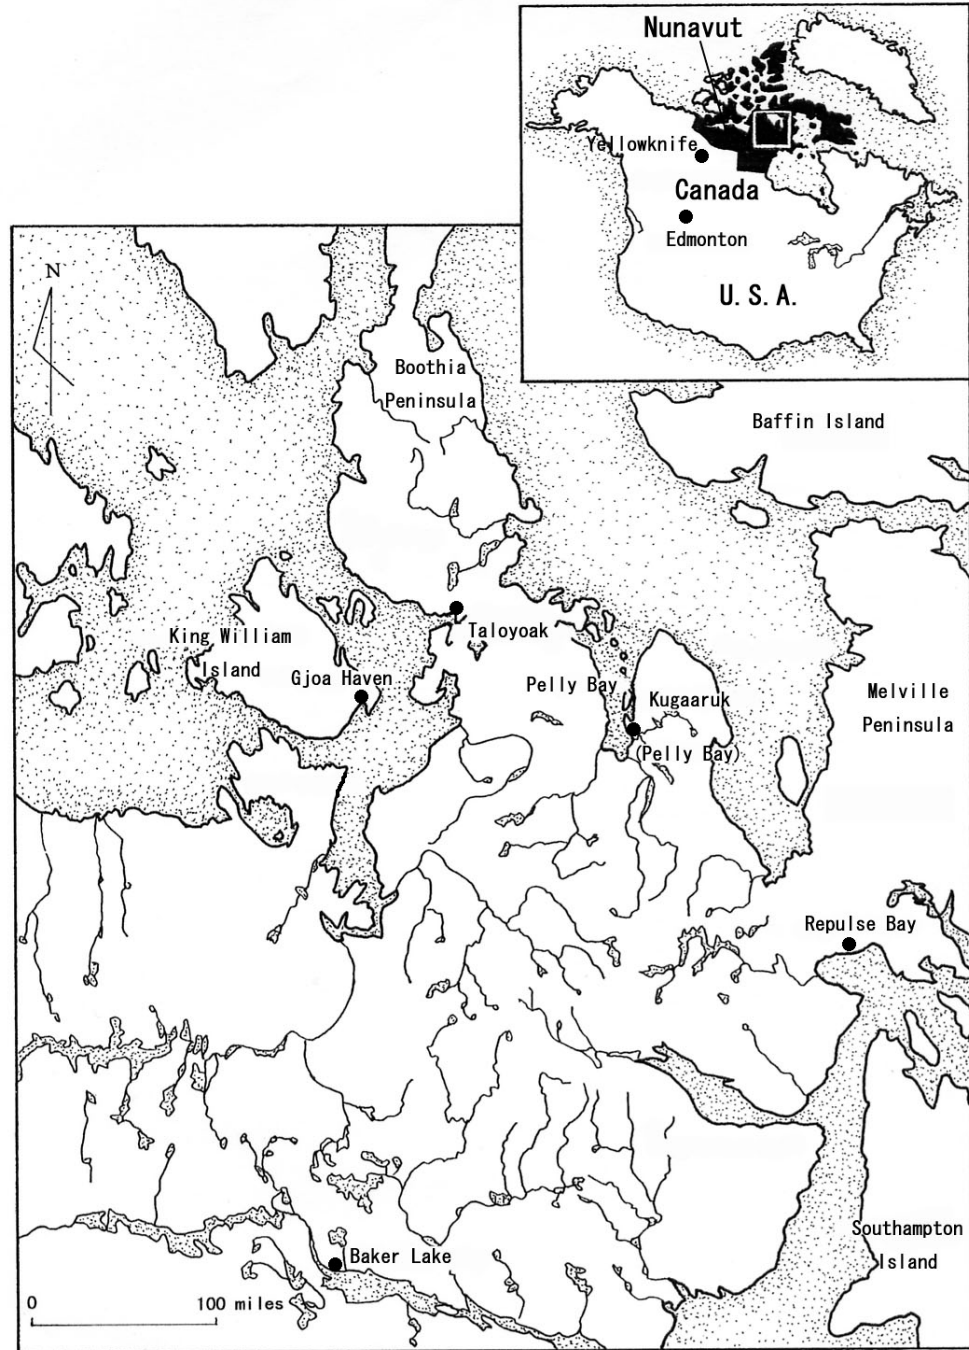 Nunavut
Yellowknife
Canada
Edmonton
U. S. A.
N
Boothia
Peninsula
Baffin Island
King William
Island
Gjoa Haven
Taloyoak
Pelly Bay
Kugaaruk
(Pelly Bay)
Melville
Peninsula
Repulse Bay
Southampton
Island
Baker Lake
0
100 miles